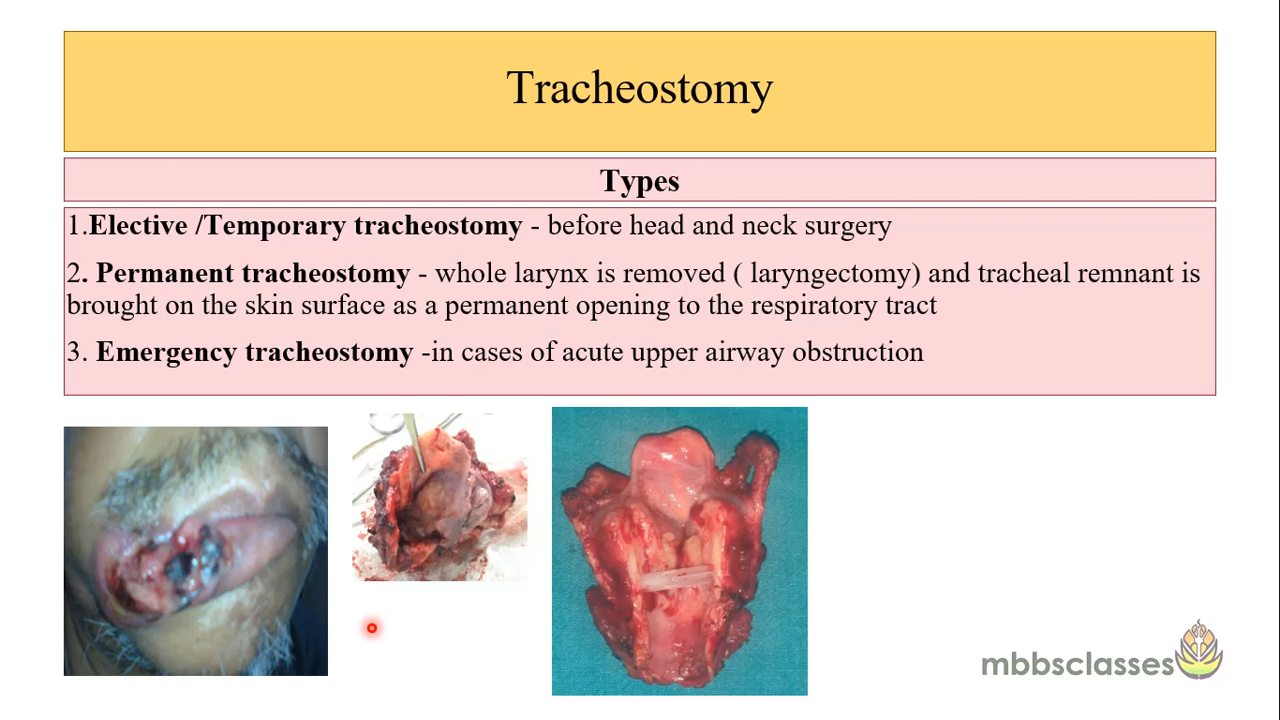 Tracheostomy
Types
1.Elective /Temporary tracheostomy - before head and neck surgery
2. Permanent tracheostomy - whole larynx is removed ( laryngectomy) and tracheal remnant is
brought on the skin surface as a permanent opening to the respiratory tract
3. Emergency tracheostomy -in cases of acute upper airway obstruction
mbbsclasses